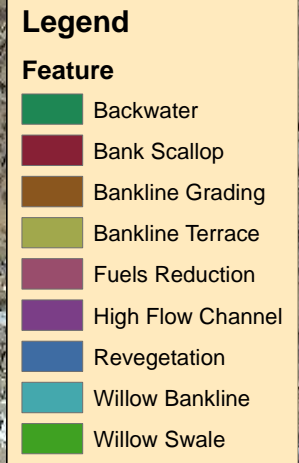 Legend
Feature
Backwater
Bank Scallop
Bankline Grading
Bankline Terrace
Fuels Reduction
High Flow Channel
Revegetation
Willow Bankline
Willow Swale